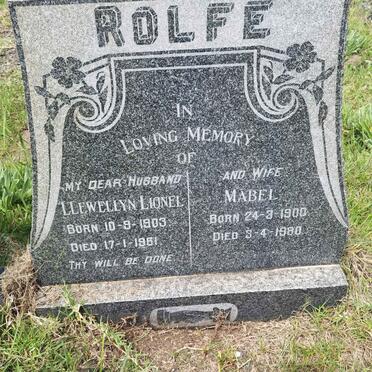 ROLFE
IN
LOVING MEMORY
OF
MY DEAR HUSBAND
LLEWELLYN LIONEL
BORN 10-9-1903
DIED 17-1-1961
THY WILL BE DONE
AND WIFE
MABEL
BORN 24-3-1900
DIED 3-4-1980